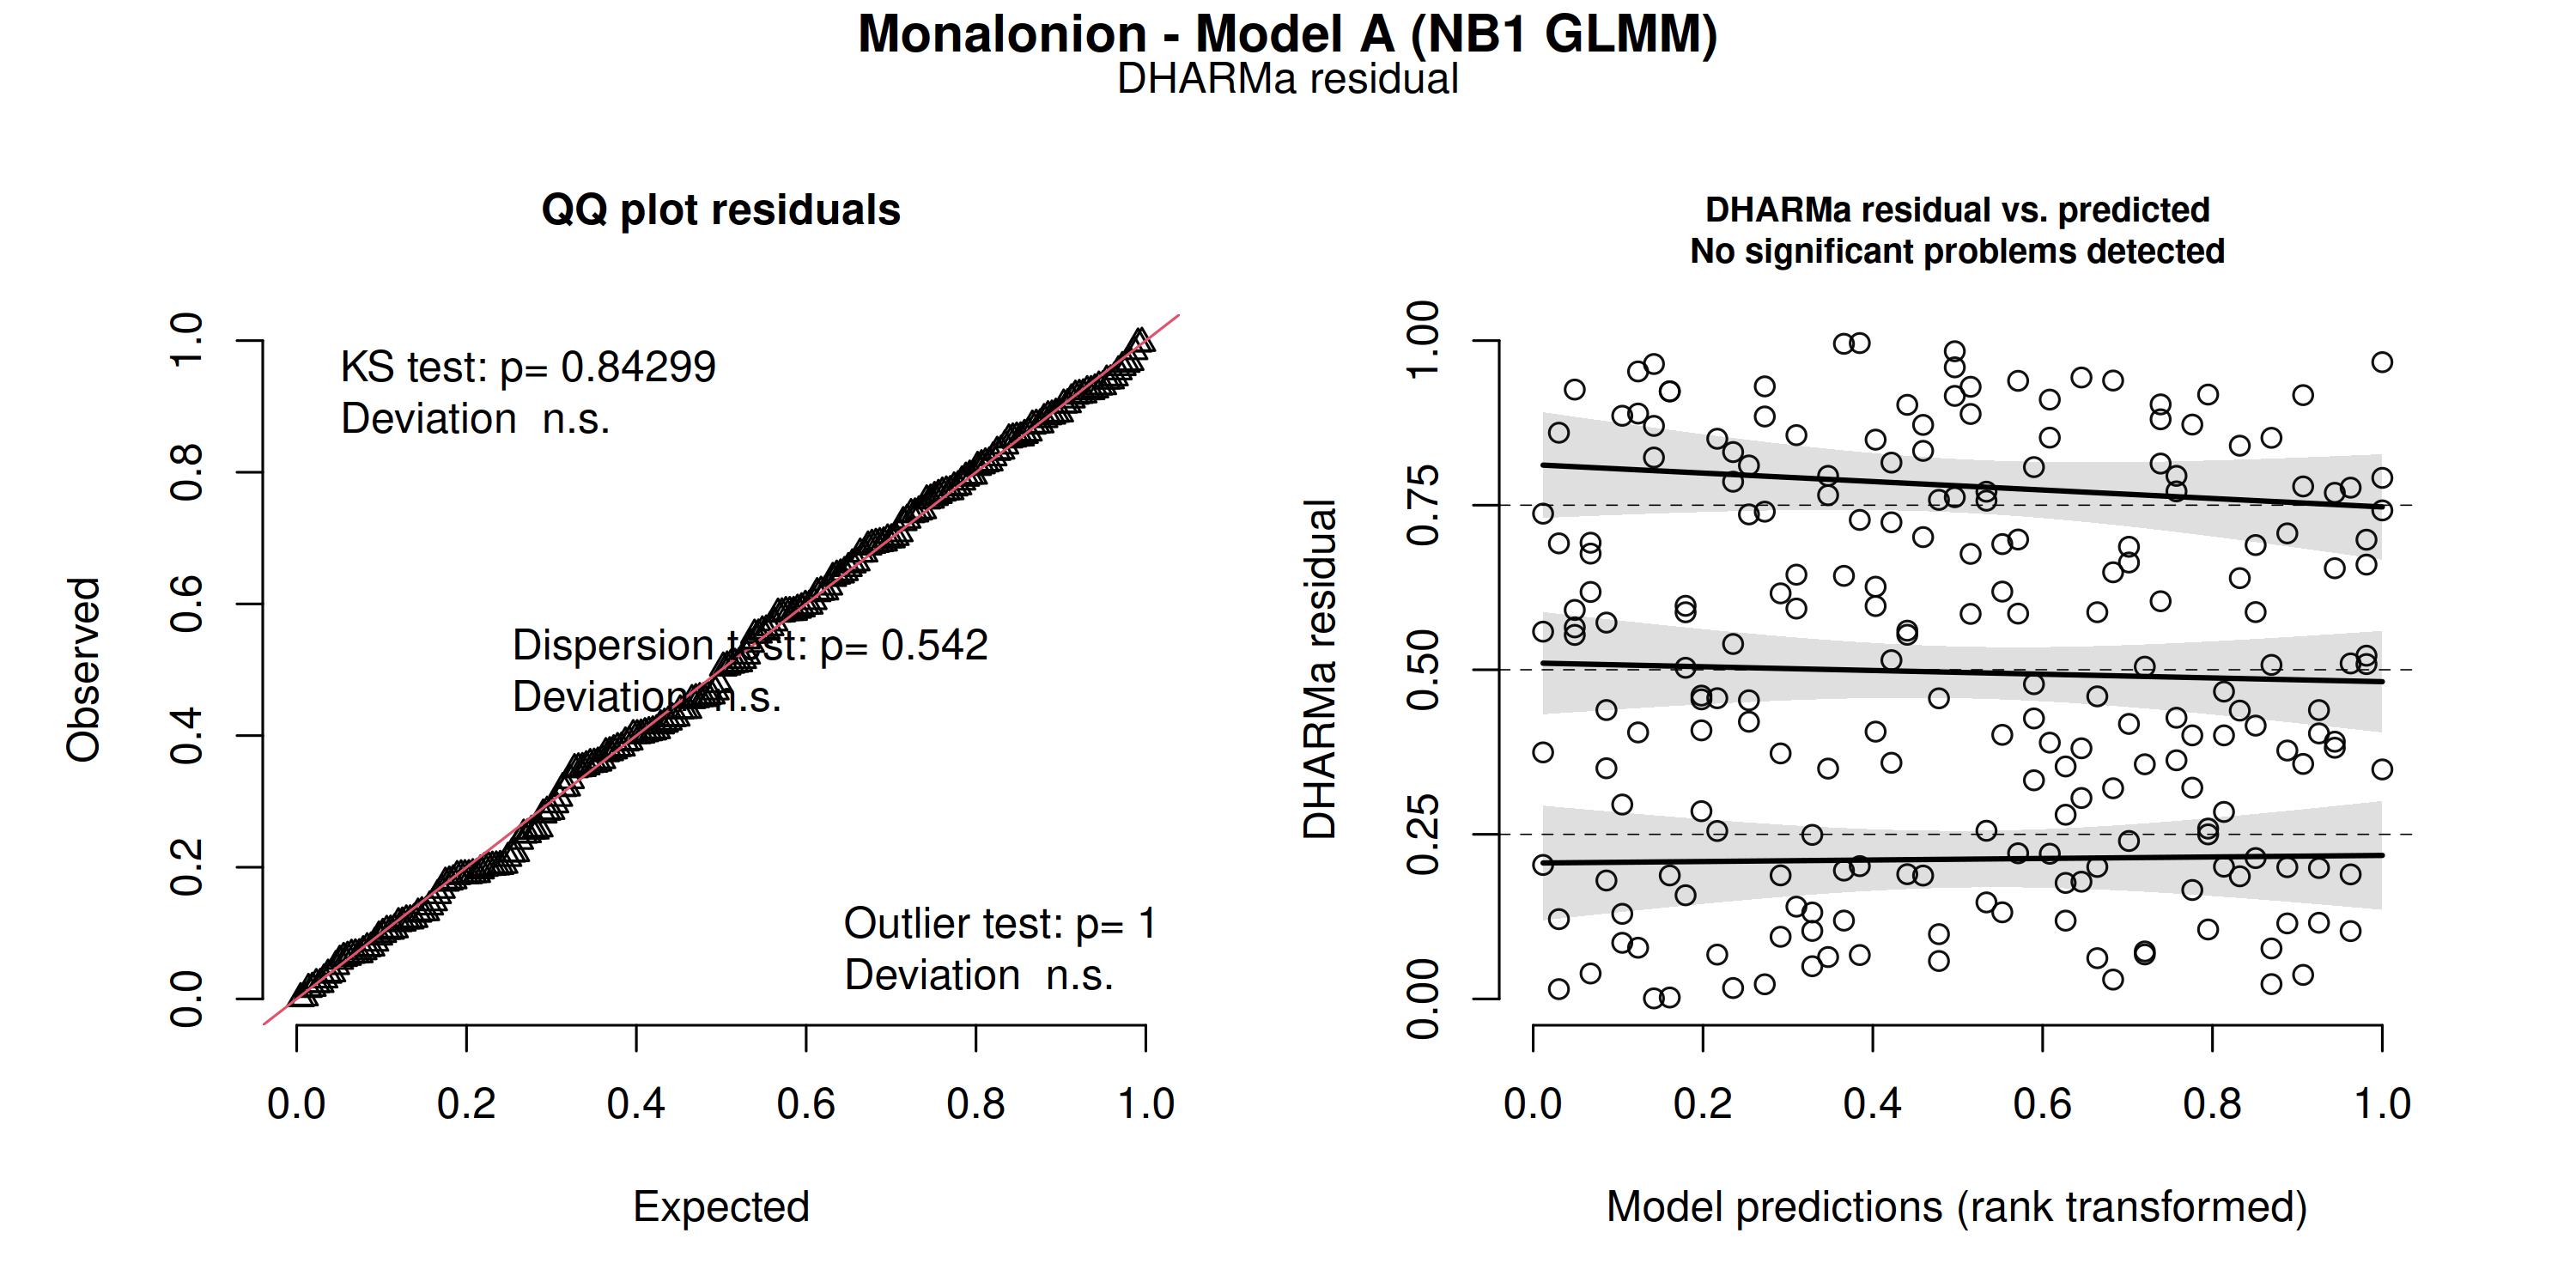 Monalonion - Model A (NB1 GLMM)
DHARMa residual
QQ plot residuals
KS test: p= 0.84299
Deviation  n.s.
Dispersion test: p= 0.542
Deviation  n.s.
Outlier test: p= 1
Deviation  n.s.
Observed
1.0
0.8
0.6
0.4
0.2
0.0
0.0 0.2 0.4 0.6 0.8 1.0
Expected
DHARMa residual vs. predicted
No significant problems detected
DHARMa residual
1.00
0.75
0.50
0.25
0.00
0.0 0.2 0.4 0.6 0.8 1.0
Model predictions (rank transformed)